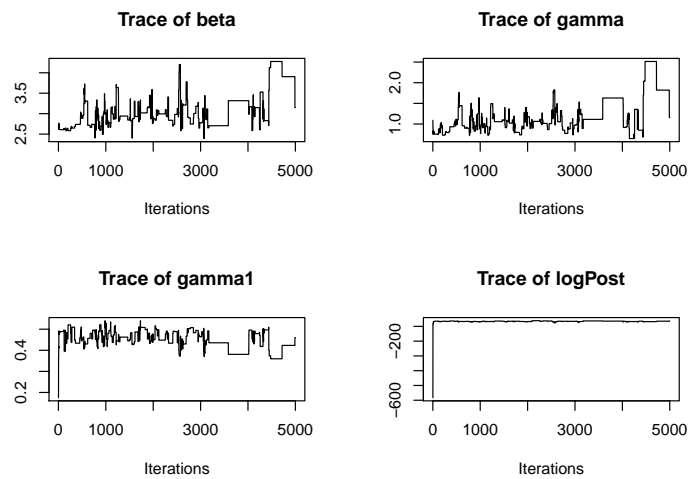 Trace of beta
2.5 3.5
0 1000 3000 5000
Iterations
Trace of gamma
1.0 2.0
0 1000 3000 5000
Iterations
Trace of gamma1
0.2 0.4
0 1000 3000 5000
Iterations
Trace of logPost
−600 −200
0 1000 3000 5000
Iterations